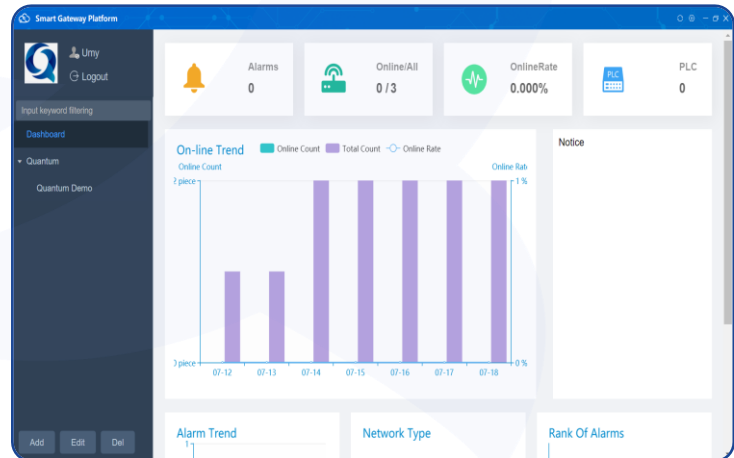 Smart Gateway Platform
Umy
Logout
Input keyword filtering
Dashboard
Quantum
Quantum Demo
Add Edit Del
Alarms
0
Online/All
0 / 3
OnlineRate
0.000%
PLC
PLC
0
On-line Trend
Online Count Total Count Online Rate
Online Count
Online Rat
2 piece
1 %
0 %
07-12 07-13 07-14 07-15 07-16 07-17 07-18
Notice
Alarm Trend
1
Network Type
Rank Of Alarms